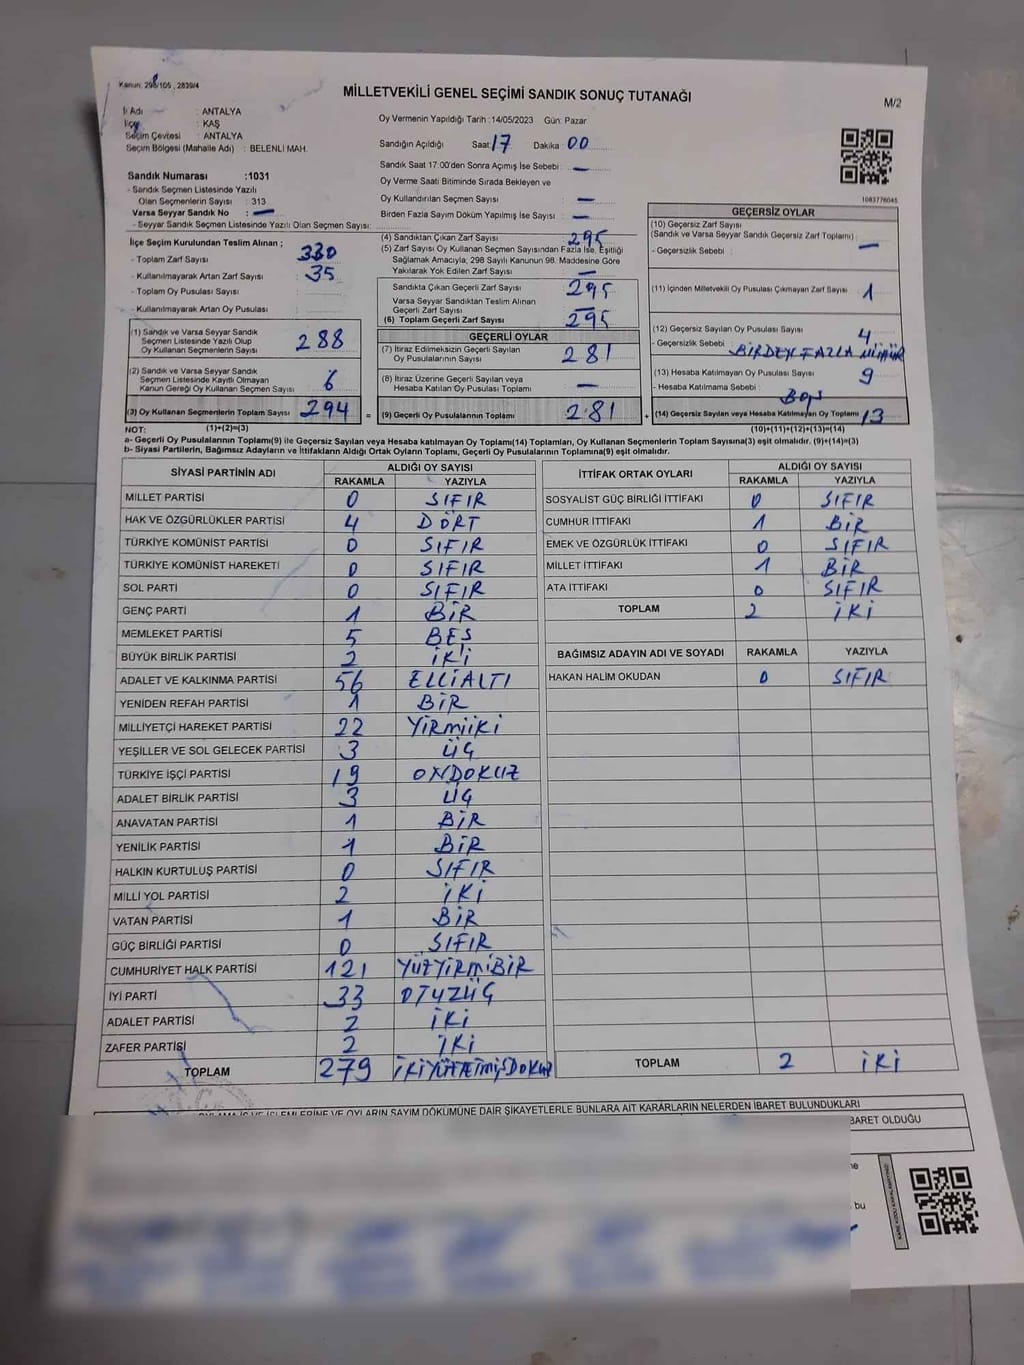 Kanun: 298/105 , 2839/4
MİLLETVEKİLİ GENEL SEÇİMİ SANDIK SONUÇ TUTANAĞI
M/2
İl Adı : ANTALYA
İlçe : KAŞ
Seçim Çevresi : ANTALYA
Seçim Bölgesi (Mahalle Adı) : BELENLİ MAH.
Sandık Numarası :1031
- Sandık Seçmen Listesinde Yazılı
Olan Seçmenlerin Sayısı : 313
Varsa Seyyar Sandık No : —
- Seyyar Sandık Seçmen Listesinde Yazılı Olan Seçmen Sayısı:
İlçe Seçim Kurulundan Teslim Alınan ;
- Toplam Zarf Sayısı : 330
- Kullanılmayarak Artan Zarf Sayısı : 35
- Toplam Oy Pusulası Sayısı :
- Kullanılmayarak Artan Oy Pusulası :
(1) Sandık ve Varsa Seyyar Sandık
Seçmen Listesinde Yazılı Olup
Oy Kullanan Seçmenlerin Sayısı : 288
(2) Sandık ve Varsa Seyyar Sandık
Seçmen Listesinde Kayıtlı Olmayan
Kanun Gereği Oy Kullanan Seçmen Sayısı : 6
(3) Oy Kullanan Seçmenlerin Toplam Sayısı : 294 =
Oy Vermenin Yapıldığı Tarih :14/05/2023 Gün: Pazar
Sandığın Açıldığı Saat 17 Dakika 00
Sandık Saat 17:00'den Sonra Açımış İse Sebebi : —
Oy Verme Saati Bitiminde Sırada Bekleyen ve
Oy Kullandırılan Seçmen Sayısı : —
Birden Fazla Sayım Döküm Yapılmış İse Sayısı : —
(4) Sandıktan Çıkan Zarf Sayısı : 295
(5) Zarf Sayısı Oy Kullanan Seçmen Sayısından Fazla İse, Eşitliği
Sağlamak Amacıyla, 298 Sayılı Kanunun 98. Maddesine Göre
Yakılarak Yok Edilen Zarf Sayısı : —
Sandıkta Çıkan Geçerli Zarf Sayısı : 295
Varsa Seyyar Sandıktan Teslim Alınan
Geçerli Zarf Sayısı : —
(6) Toplam Geçerli Zarf Sayısı : 295
GEÇERLİ OYLAR
(7) İtiraz Edilmeksizin Geçerli Sayılan
Oy Pusulalarının Sayısı : 281
(8) İtiraz Üzerine Geçerli Sayılan veya
Hesaba Katılan Oy Pusulası Toplamı : —
(9) Geçerli Oy Pusulalarının Toplamı : 281 +
1083776045
GEÇERSİZ OYLAR
(10) Geçersiz Zarf Sayısı
(Sandık ve Varsa Seyyar Sandık Geçersiz Zarf Toplamı) : —
- Geçersizlik Sebebi :
(11) İçinden Milletvekili Oy Pusulası Çıkmayan Zarf Sayısı : 1
(12) Geçersiz Sayılan Oy Pusulası Sayısı : 4
- Geçersizlik Sebebi : BİRDEN FAZLA MÜHÜR
(13) Hesaba Katılmayan Oy Pusulası Sayısı : 9
- Hesaba Katılmama Sebebi : Boş
(14) Geçersiz Sayılan veya Hesaba Katılmayan Oy Toplamı : 13
NOT: (1)+(2)=(3) (10)+(11)+(12)+(13)=(14)
a- Geçerli Oy Pusulalarının Toplamı(9) ile Geçersiz Sayılan veya Hesaba katılmayan Oy Toplamı(14) Toplamları, Oy Kullanan Seçmenlerin Toplam Sayısına(3) eşit olmalıdır. (9)+(14)=(3)
b- Siyasi Partilerin, Bağımsız Adayların ve İttifakların Aldığı Ortak Oyların Toplamı, Geçerli Oy Pusulalarının Toplamına(9) eşit olmalıdır.
SİYASİ PARTİNİN ADI ALDIĞI OY SAYISI
RAKAMLA YAZIYLA
MİLLET PARTİSİ 0 SIFIR
HAK VE ÖZGÜRLÜKLER PARTİSİ 4 DÖRT
TÜRKİYE KOMÜNİST PARTİSİ 0 SIFIR
TÜRKİYE KOMÜNİST HAREKETİ 0 SIFIR
SOL PARTİ 0 SIFIR
GENÇ PARTİ 1 BİR
MEMLEKET PARTİSİ 5 BEŞ
BÜYÜK BİRLİK PARTİSİ 2 İKİ
ADALET VE KALKINMA PARTİSİ 56 ELLİALTI
YENİDEN REFAH PARTİSİ 1 BİR
MİLLİYETÇİ HAREKET PARTİSİ 22 YİRMİİKİ
YEŞİLLER VE SOL GELECEK PARTİSİ 3 ÜÇ
TÜRKİYE İŞÇİ PARTİSİ 19 ONDOKUZ
ADALET BİRLİK PARTİSİ 3 ÜÇ
ANAVATAN PARTİSİ 1 BİR
YENİLİK PARTİSİ 1 BİR
HALKIN KURTULUŞ PARTİSİ 0 SIFIR
MİLLİ YOL PARTİSİ 2 İKİ
VATAN PARTİSİ 1 BİR
GÜÇ BİRLİĞİ PARTİSİ 0 SIFIR
CUMHURİYET HALK PARTİSİ 121 YÜZYİRMİBİR
İYİ PARTİ 33 OTUZÜÇ
ADALET PARTİSİ 2 İKİ
ZAFER PARTİSİ 2 İKİ
TOPLAM 279 İKİYÜZYETMİŞDOKUZ
İTTİFAK ORTAK OYLARI ALDIĞI OY SAYISI
RAKAMLA YAZIYLA
SOSYALİST GÜÇ BİRLİĞİ İTTİFAKI 0 SIFIR
CUMHUR İTTİFAKI 1 BİR
EMEK VE ÖZGÜRLÜK İTTİFAKI 0 SIFIR
MİLLET İTTİFAKI 1 BİR
ATA İTTİFAKI 0 SIFIR
TOPLAM 2 İKİ
BAĞIMSIZ ADAYIN ADI VE SOYADI RAKAMLA YAZIYLA
HAKAN HALİM OKUDAN 0 SIFIR
TOPLAM 2 İKİ
OYLAMA İŞ VE İŞLEMLERİNE VE OYLARIN SAYIM DÖKÜMÜNE DAİR ŞİKAYETLERLE BUNLARA AİT KARARLARIN NELERDEN İBARET BULUNDUKLARI
BARET OLDUĞU
bu